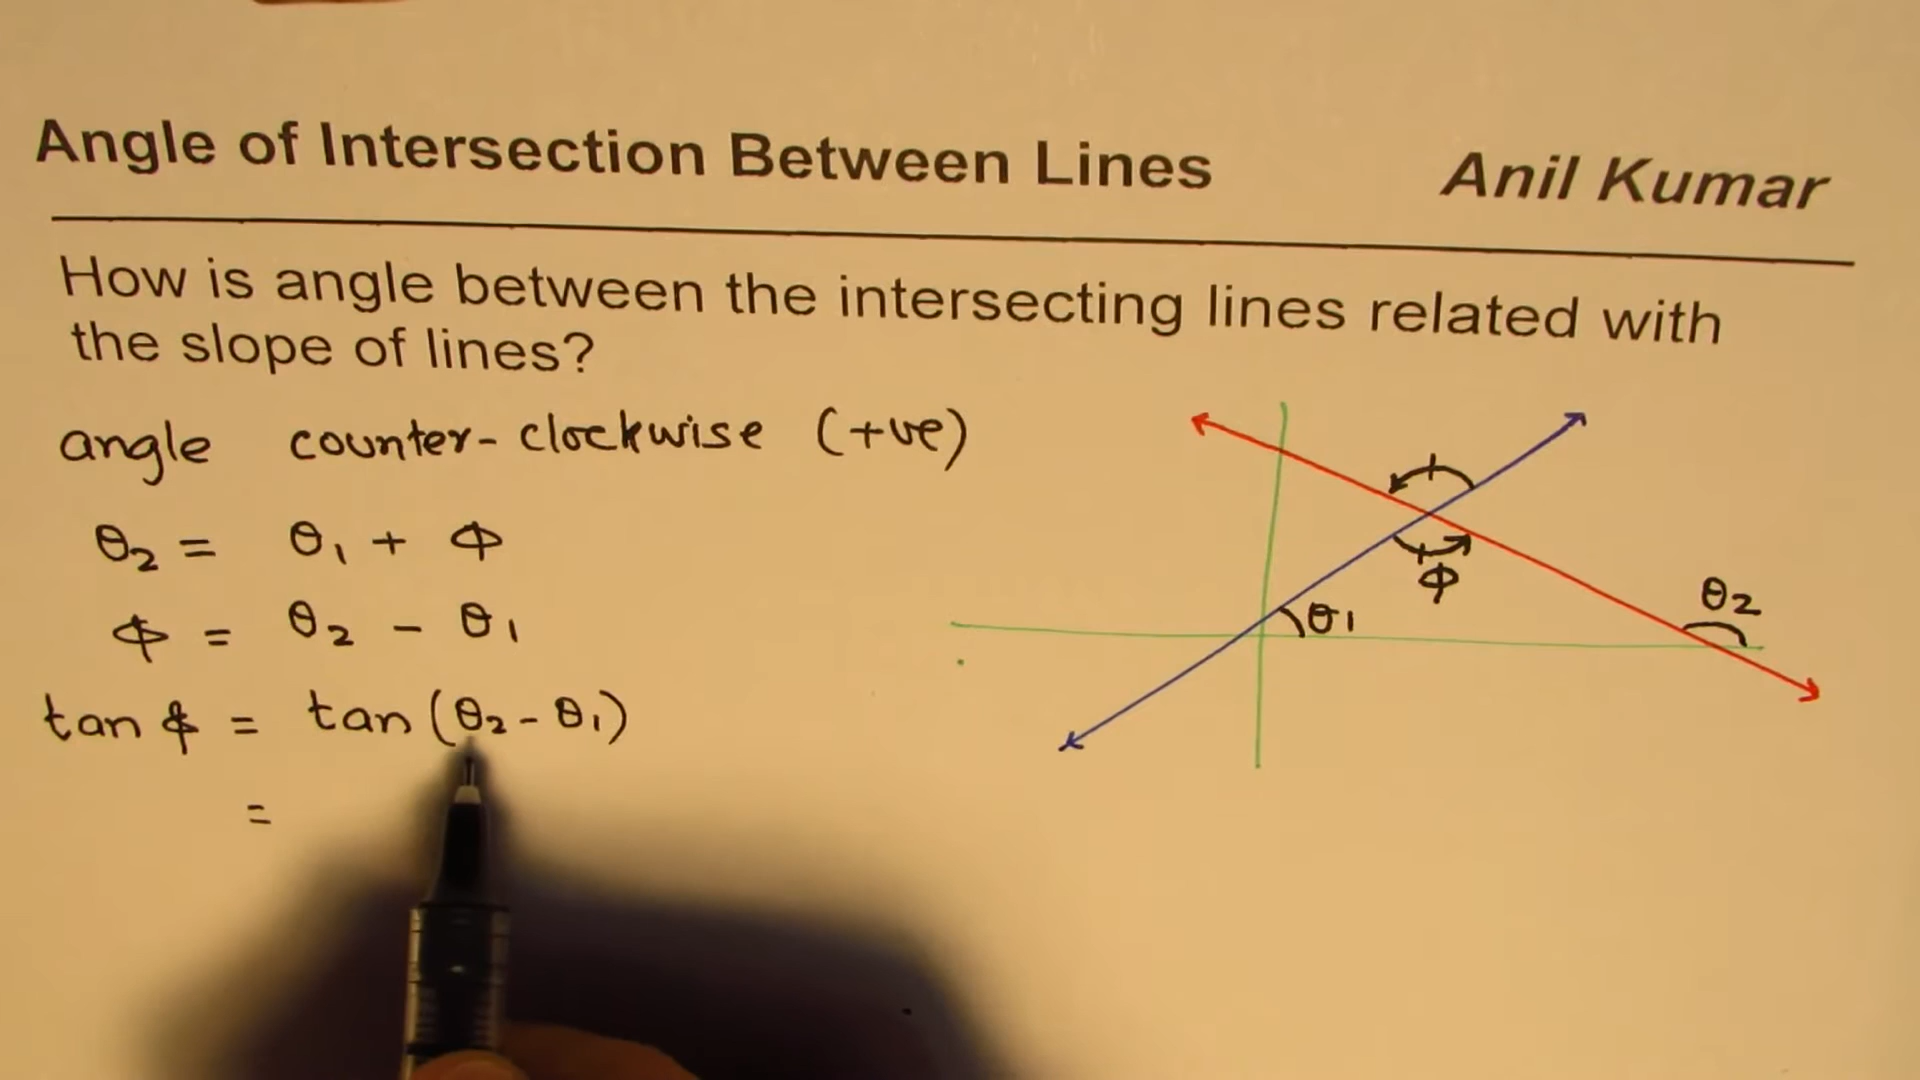 Angle of Intersection Between Lines
Anil Kumar
How is angle between the intersecting lines related with
the slope of lines?
angle counter-clockwise (+ve)
θ₂ = θ₁ + Φ
Φ = θ₂ - θ₁
tan Φ = tan (θ₂ - θ₁)
=
+
+
Φ
θ₁
θ₂